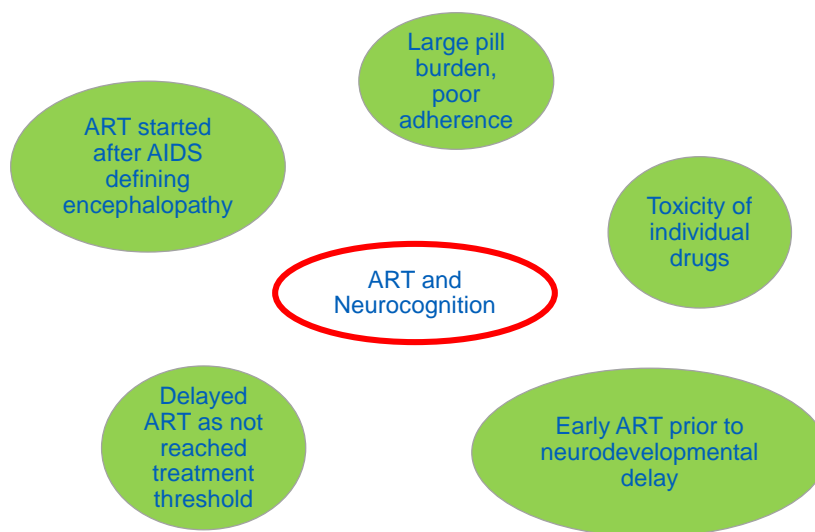 Large pill
burden,
poor
adherence
ART started
after AIDS
defining
encephalopathy
Toxicity of
individual
drugs
ART and
Neurocognition
Delayed
ART as not
reached
treatment
threshold
Early ART prior to
neurodevelopmental
delay